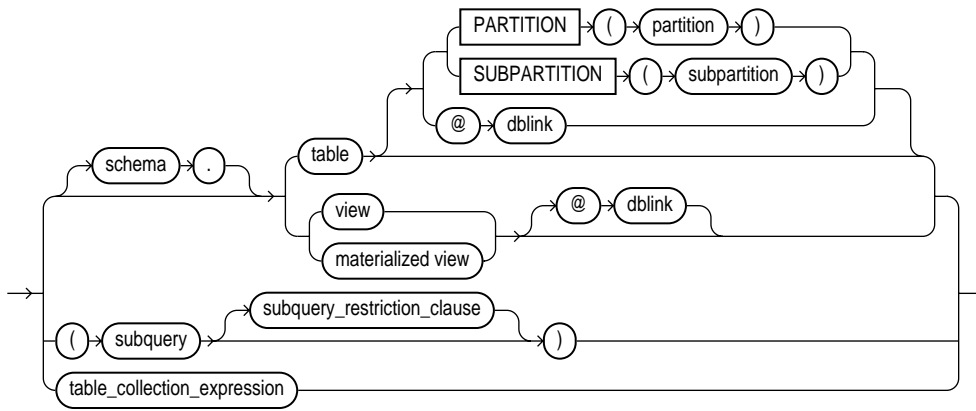 PARTITION ( partition )
SUBPARTITION ( subpartition )
@ dblink
schema . table
view @ dblink
materialized view
subquery_restriction_clause
( subquery )
table_collection_expression